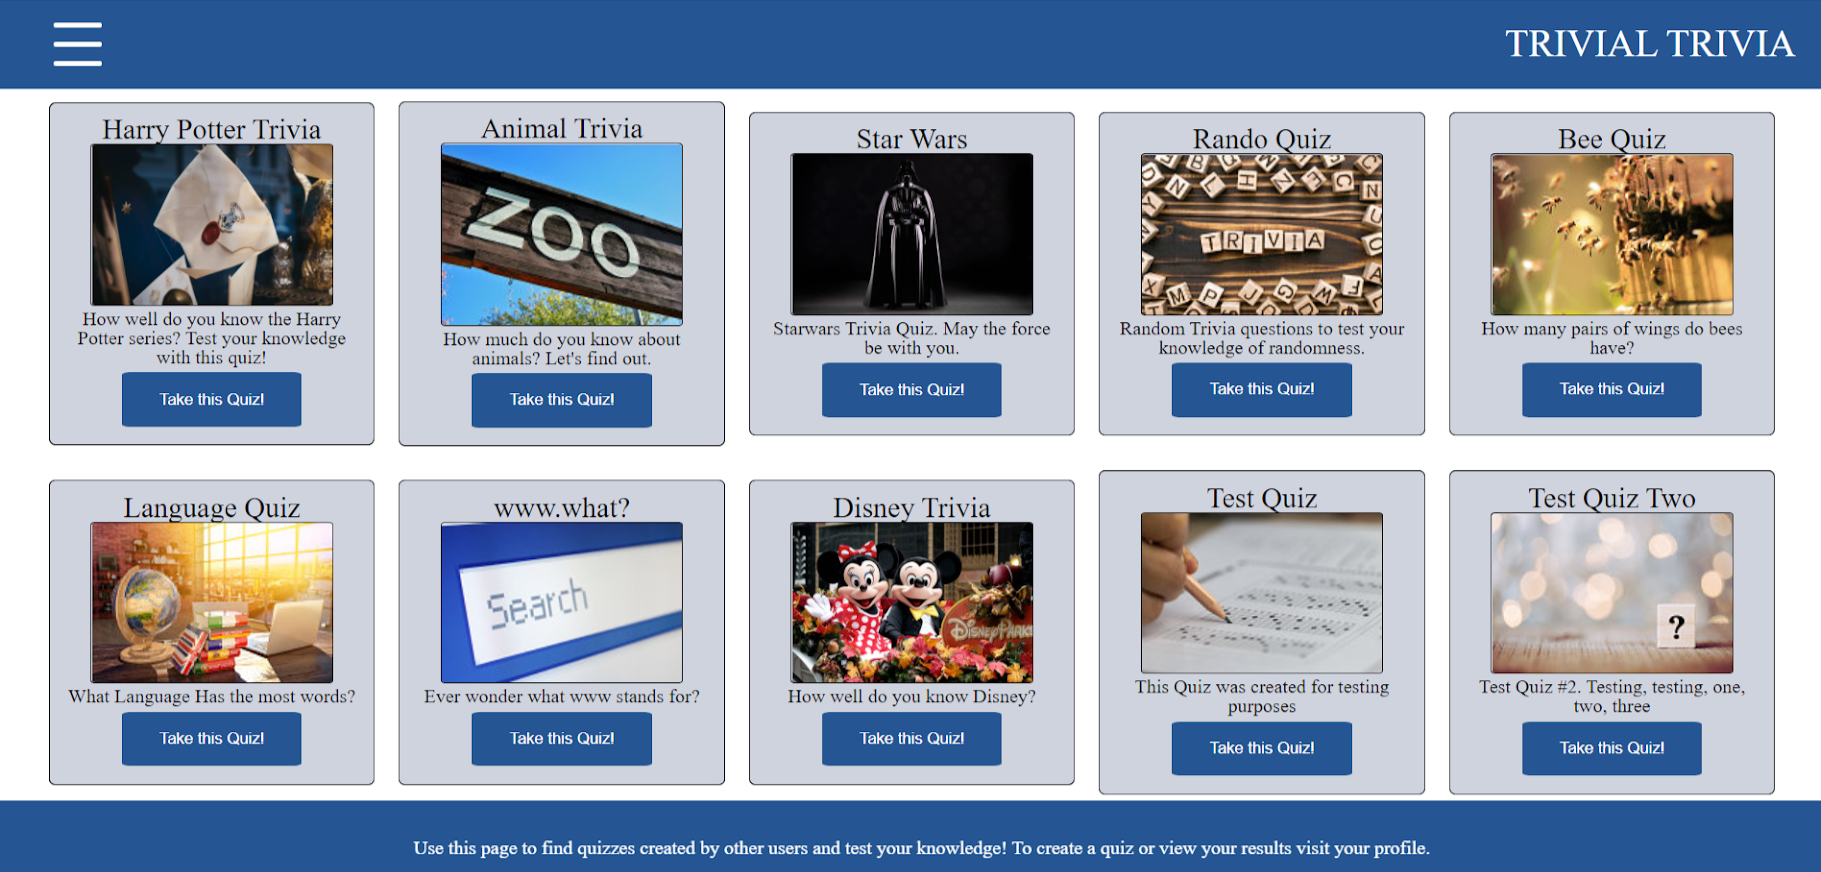 TRIVIAL TRIVIA
Harry Potter Trivia
How well do you know the Harry
Potter series? Test your knowledge
with this quiz!
Take this Quiz!
Animal Trivia
ZOO
How much do you know about
animals? Let's find out.
Take this Quiz!
Star Wars
Starwars Trivia Quiz. May the force
be with you.
Take this Quiz!
Rando Quiz
TRIVIA
Random Trivia questions to test your
knowledge of randomness.
Take this Quiz!
Bee Quiz
How many pairs of wings do bees
have?
Take this Quiz!
Language Quiz
What Language Has the most words?
Take this Quiz!
www.what?
Search
Ever wonder what www stands for?
Take this Quiz!
Disney Trivia
DISNEY PARKS
How well do you know Disney?
Take this Quiz!
Test Quiz
This Quiz was created for testing
purposes
Take this Quiz!
Test Quiz Two
?
Test Quiz #2. Testing, testing, one,
two, three
Take this Quiz!
Use this page to find quizzes created by other users and test your knowledge! To create a quiz or view your results visit your profile.